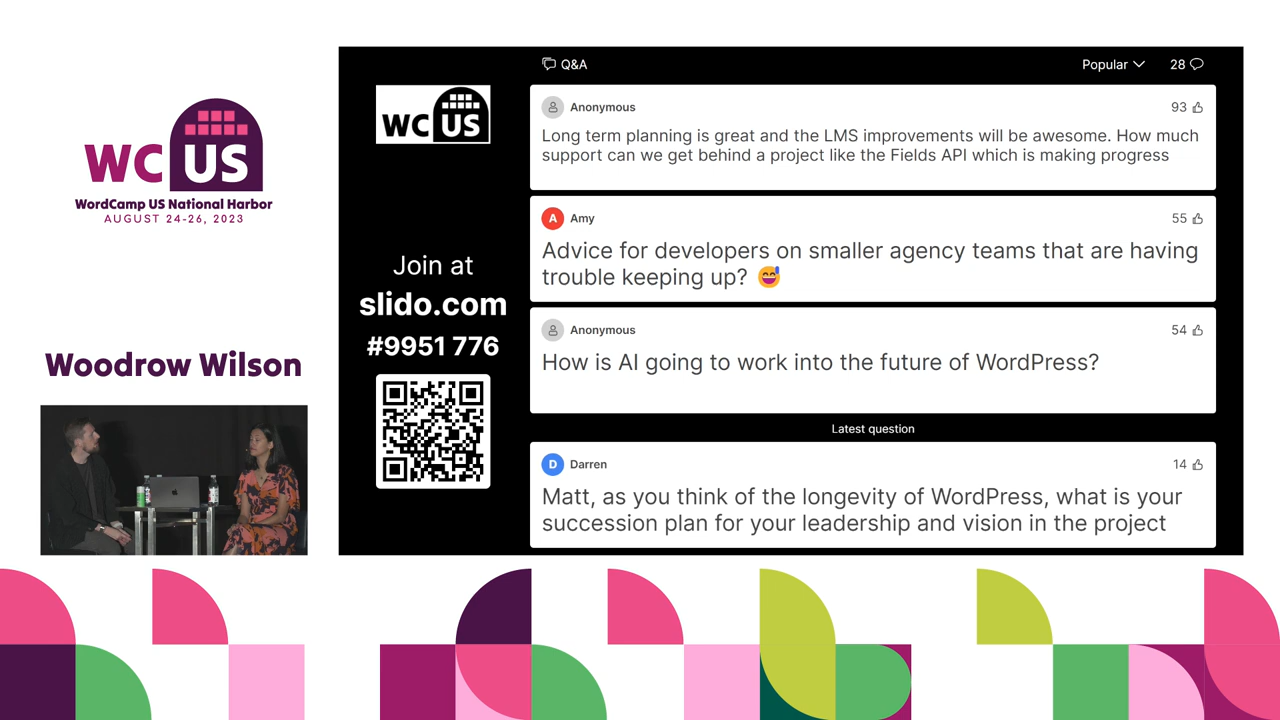 WC US
WordCamp US National Harbor
AUGUST 24-26, 2023
Woodrow Wilson
WC US
Join at
slido.com
#9951 776
Q&A
Popular
28
Anonymous
93
Long term planning is great and the LMS improvements will be awesome. How much
support can we get behind a project like the Fields API which is making progress
A
Amy
55
Advice for developers on smaller agency teams that are having
trouble keeping up? 😅
Anonymous
54
How is AI going to work into the future of WordPress?
Latest question
D
Darren
14
Matt, as you think of the longevity of WordPress, what is your
succession plan for your leadership and vision in the project